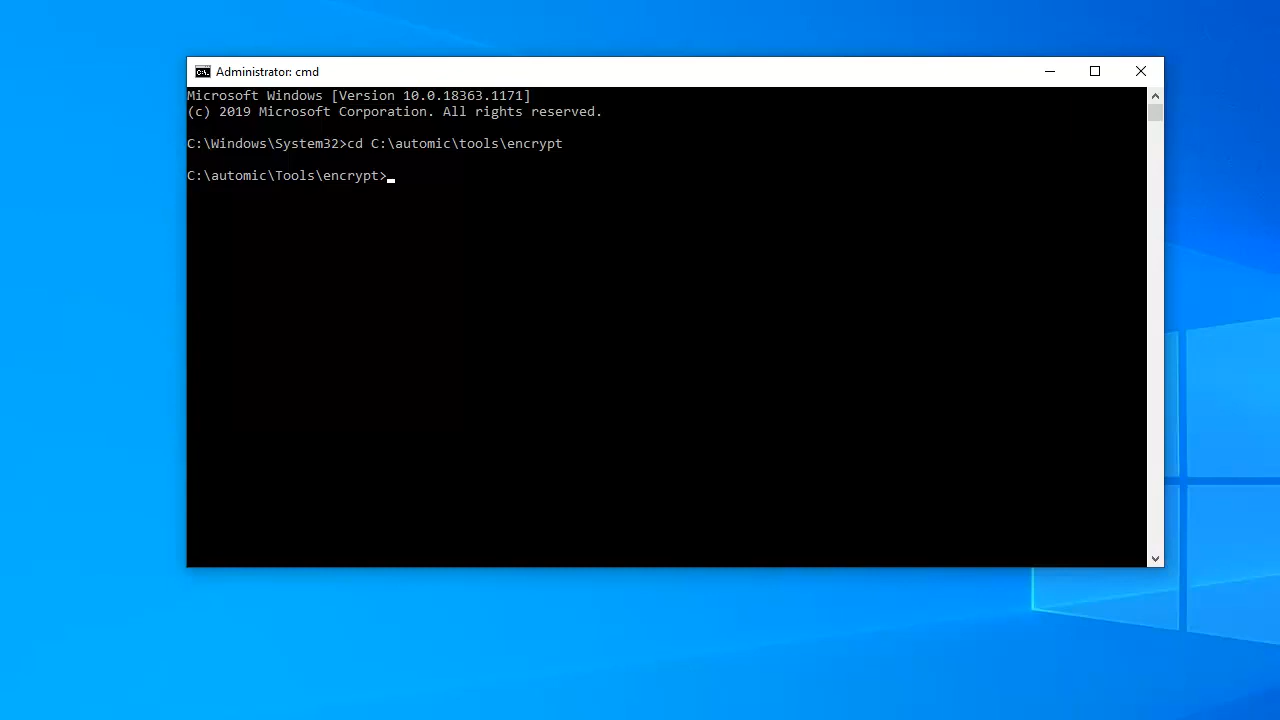 Administrator: cmd
Microsoft Windows [Version 10.0.18363.1171]
(c) 2019 Microsoft Corporation. All rights reserved.
C:\Windows\System32>cd C:\automic\tools\encrypt
C:\automic\Tools\encrypt>